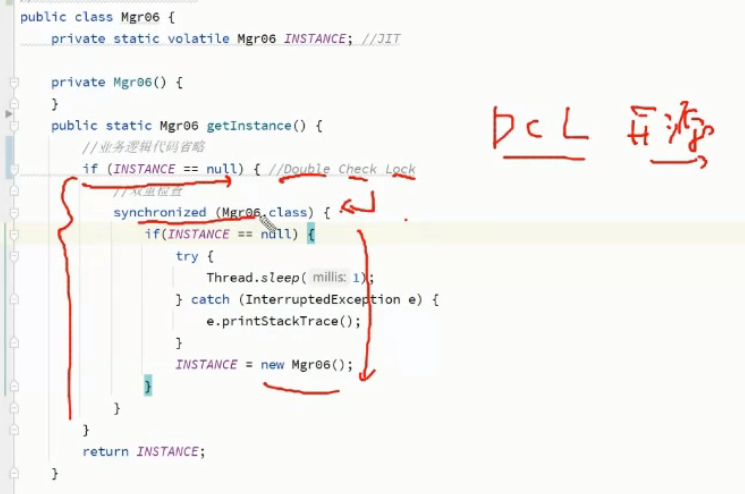 public class Mgr06 {
private static volatile Mgr06 INSTANCE; //JIT
private Mgr06() {
}
public static Mgr06 getInstance() {
//业务逻辑代码省略
if (INSTANCE == null) { //Double Check Lock
//双重检查
synchronized (Mgr06.class) {
if(INSTANCE == null) {
try {
Thread.sleep( millis: 1);
} catch (InterruptedException e) {
e.printStackTrace();
}
INSTANCE = new Mgr06();
}
}
}
return INSTANCE;
}
DCL 开源